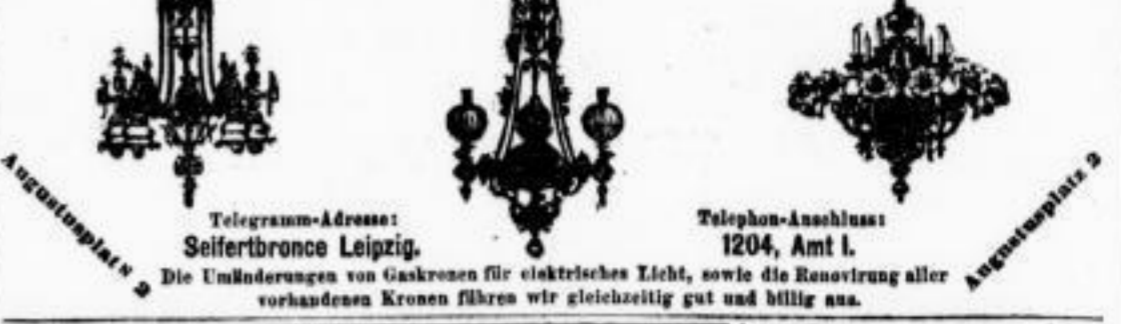 Augustusplatz 2
Telegramm-Adresse:
Seifertbronce Leipzig.
Telephon-Anschluss:
1204, Amt I.
Augustusplatz 2
Die Umänderungen von Gaskronen für elektrisches Licht, sowie die Renovirung aller
vorhandenen Kronen führen wir gleichzeitig gut und billig aus.